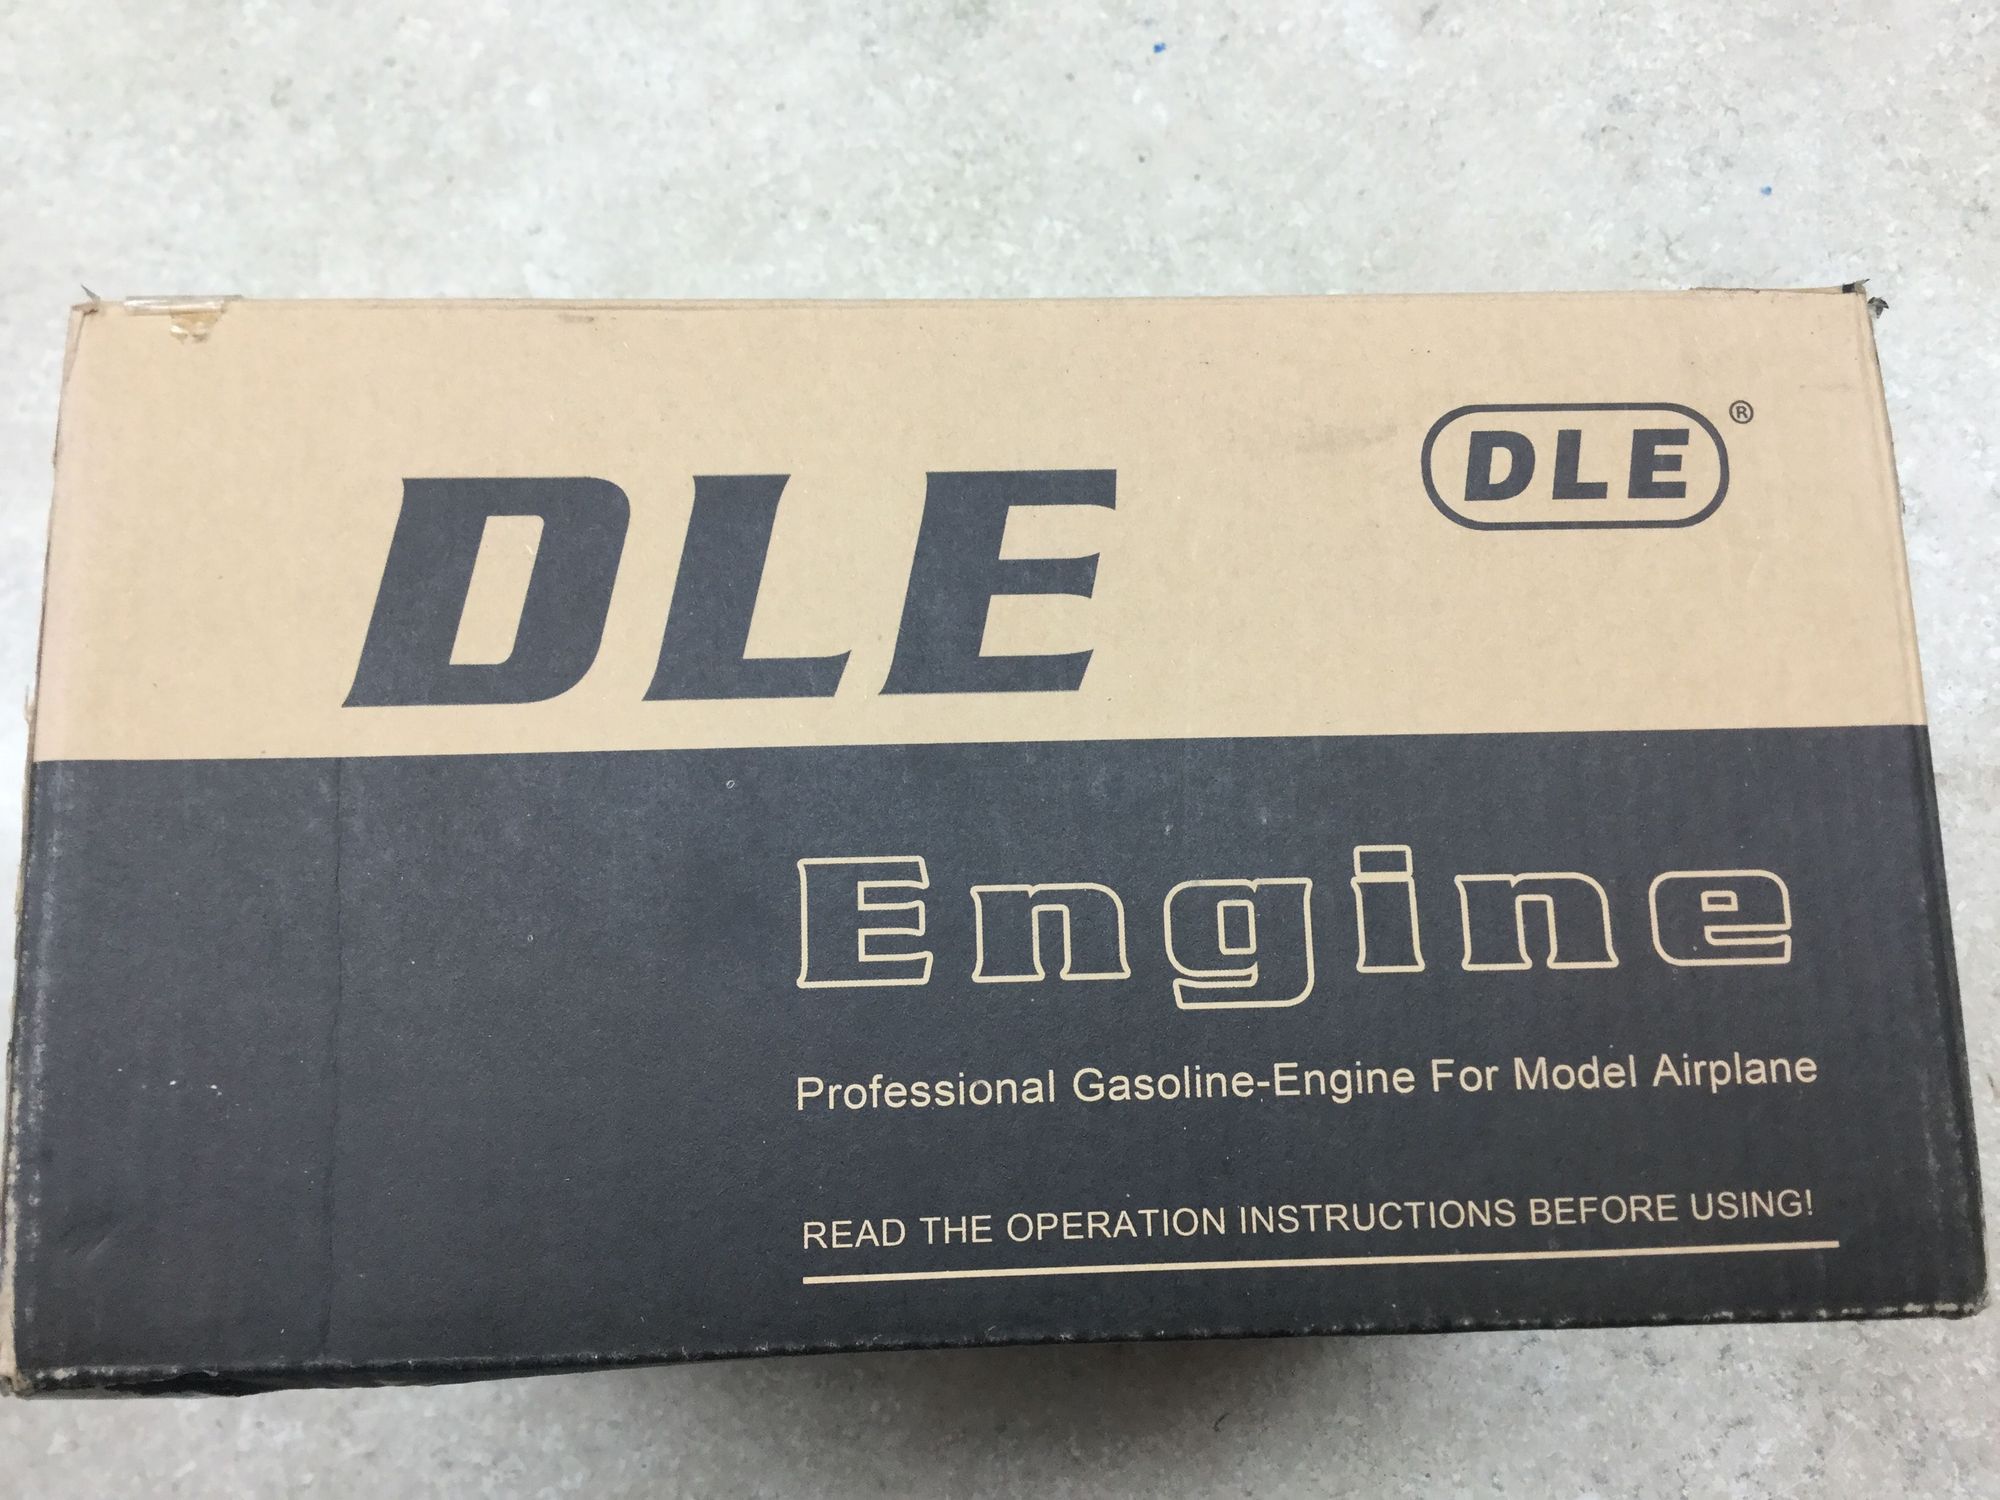 DLE®
DLE
Engine
Professional Gasoline-Engine For Model Airplane
READ THE OPERATION INSTRUCTIONS BEFORE USING!